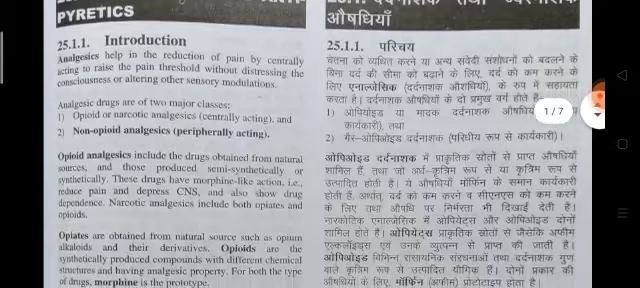 PYRETICS
25.1.1. Introduction
Analgesics help in the reduction of pain by centrally
acting to raise the pain threshold without distressing the
consciousness or altering other sensory modulations.
Analgesic drugs are of two major classes:
1) Opioid or narcotic analgesics (centrally acting), and
2) Non-opioid analgesics (peripherally acting).
Opioid analgesics include the drugs obtained from natural
sources, and those produced semi-synthetically or
synthetically. These drugs have morphine-like action, i.e.,
reduce pain and depress CNS, and also show drug
dependence. Narcotic analgesics include both opiates and
opioids.
Opiates are obtained from natural source such as opium
alkaloids and their derivatives. Opioids are the
synthetically produced compounds with different chemical
structures and having analgesic property. For both the type
of drugs, morphine is the prototype.
औषधियाँ
25.1.1. परिचय
चेतना को व्यथित करने या अन्य संवेदी संशोधनों को बदलने के
बिना दर्द की सीमा को बढ़ाने के लिए, दर्द को कम करने के
लिए एनाल्जेसिक (दर्दनाशक औशधियाँ), के रुप में सहायता
करता है। दर्दनाशक औषधियों के दो प्रमुख वर्ग होते हैं-
1) ओपियोइड या मादक दर्दनाशक औषधिय
कार्यकारी), तथा
2) गैर-ओपिओइड दर्दनाशक (परिधीय रूप से कार्यकारी)।
ओपिओइड दर्दनाशक में प्राकृतिक स्रोतों से प्राप्त औषधियाँ
शामिल हैं, तथा जो अर्ध-कृत्रिम रूप से या कृत्रिम रूप से
उत्पादित होती है। ये औषधियाँ मॉर्फिन के समान कार्यकारी
होती हैं, अर्थात् दर्द को कम करने व सीएनएस को कम करने
के लिए तथा औषधि पर निर्भरता भी दिखाई देती है।
नारकोटिक एनाल्जेसिक में ओपियेट्स और ओपिओइड दोनों
शामिल होते हैं। ओपियेट्स प्राकृतिक स्रोतों से जैसेकि अफीम
एल्कलॉइड्स एवं उनके व्युत्पन्न से प्राप्त की जाती हैं।
ओपिओइड विभिन्न रासायनिक संरचनाओं तथा दर्दनाशक गुण
वाले कृत्रिम रूप से उत्पादित यौगिक हैं। दोनों प्रकार की
औषधियों के लिए, मॉर्फिन (अफीम) प्रोटोटाइप होता है।
1/7